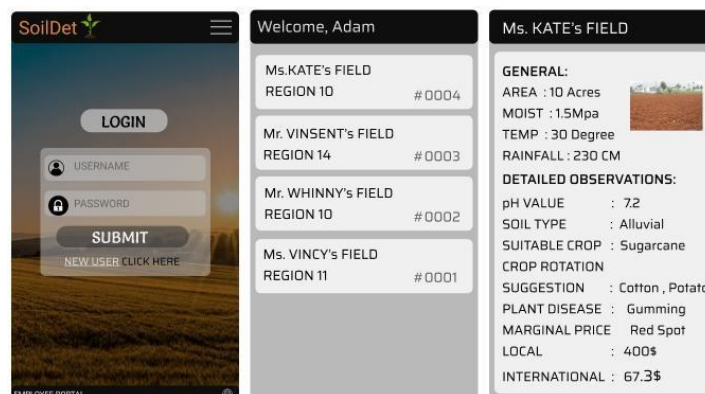 SoilDet
LOGIN
USERNAME
PASSWORD
SUBMIT
NEW USER CLICK HERE
EMPLOYEE PORTAL
Welcome, Adam
Ms.KATE's FIELD
REGION 10 #0004
Mr. VINSENT's FIELD
REGION 14 #0003
Mr. WHINNY's FIELD
REGION 10 #0002
Ms. VINCY's FIELD
REGION 11 #0001
Ms. KATE's FIELD
GENERAL:
AREA : 10 Acres
MOIST : 1.5Mpa
TEMP : 30 Degree
RAINFALL : 230 CM
DETAILED OBSERVATIONS:
pH VALUE : 7.2
SOIL TYPE : Alluvial
SUITABLE CROP : Sugarcane
CROP ROTATION
SUGGESTION : Cotton , Potato
PLANT DISEASE : Gumming
MARGINAL PRICE Red Spot
LOCAL : 400$
INTERNATIONAL : 67.3$